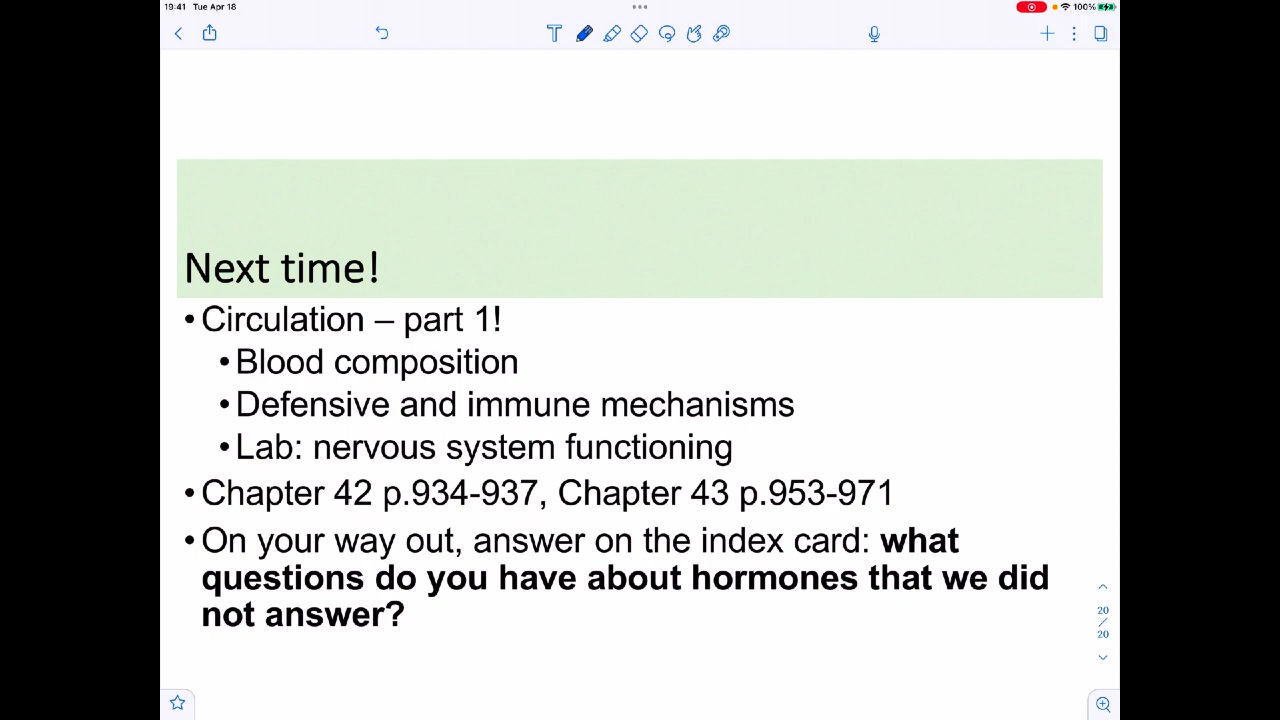 19:41 Tue Apr 18
100%
T
Next time!
• Circulation – part 1!
• Blood composition
• Defensive and immune mechanisms
• Lab: nervous system functioning
• Chapter 42 p.934-937, Chapter 43 p.953-971
• On your way out, answer on the index card: what
questions do you have about hormones that we did
not answer?
20
/
20